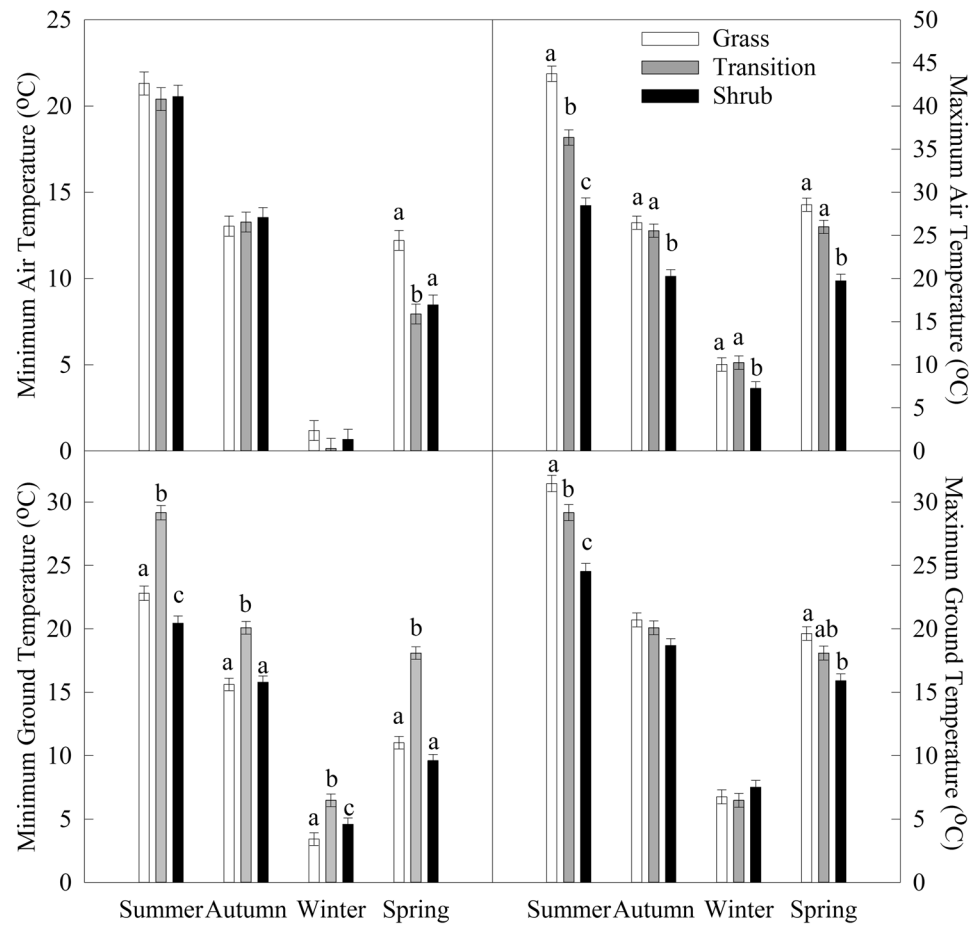 Minimum Air Temperature (ºC)
25
20
15
10
5
0
a
b
a
Grass
Transition
Shrub
a
b
c
a
a
b
a
a
b
a
a
b
50
45
40
35
30
25
20
15
10
5
0
Maximum Air Temperature (ºC)
Minimum Ground Temperature (ºC)
30
25
20
15
10
5
0
a
b
c
a
b
a
a
b
c
a
b
a
a
b
c
a
ab
b
30
25
20
15
10
5
0
Maximum Ground Temperature (ºC)
Summer Autumn Winter Spring
Summer Autumn Winter Spring